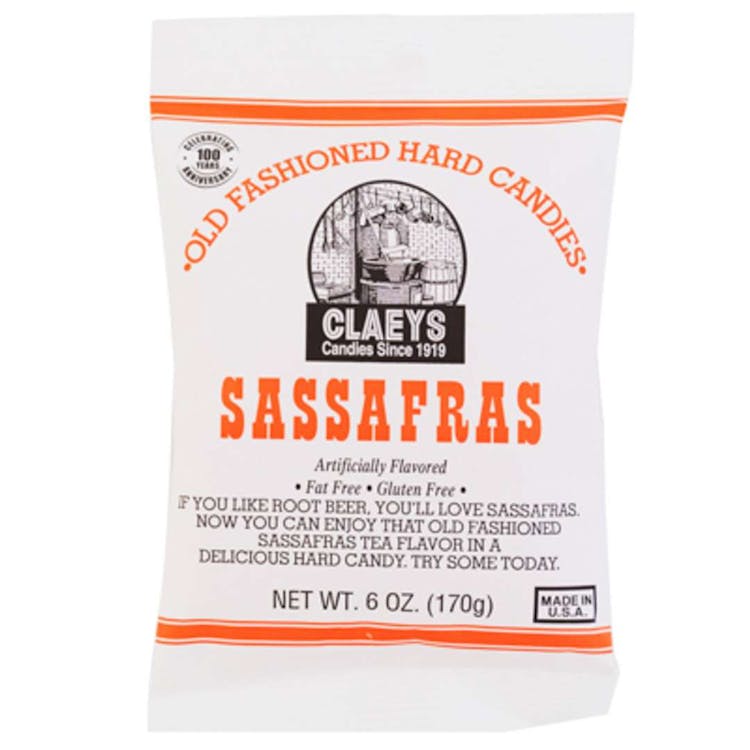 CELEBRATING
100
YEARS
ANNIVERSARY
•OLD FASHIONED HARD CANDIES•
CLAEYS
Candies Since 1919
SASSAFRAS
Artificially Flavored
• Fat Free • Gluten Free •
IF YOU LIKE ROOT BEER, YOU'LL LOVE SASSAFRAS.
NOW YOU CAN ENJOY THAT OLD FASHIONED
SASSAFRAS TEA FLAVOR IN A
DELICIOUS HARD CANDY. TRY SOME TODAY.
NET WT. 6 OZ. (170g)
MADE IN
U.S.A.